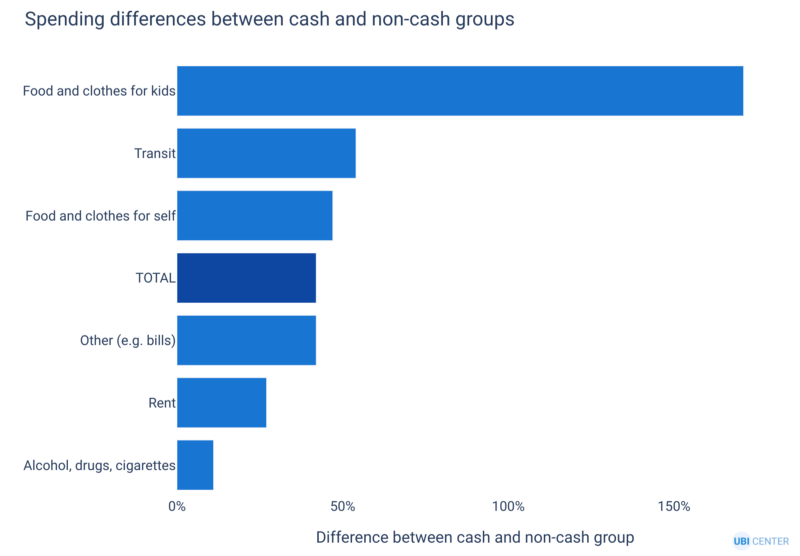 Spending differences between cash and non-cash groups
Food and clothes for kids
Transit
Food and clothes for self
TOTAL
Other (e.g. bills)
Rent
Alcohol, drugs, cigarettes
0%
50%
100%
150%
Difference between cash and non-cash group
UBI CENTER